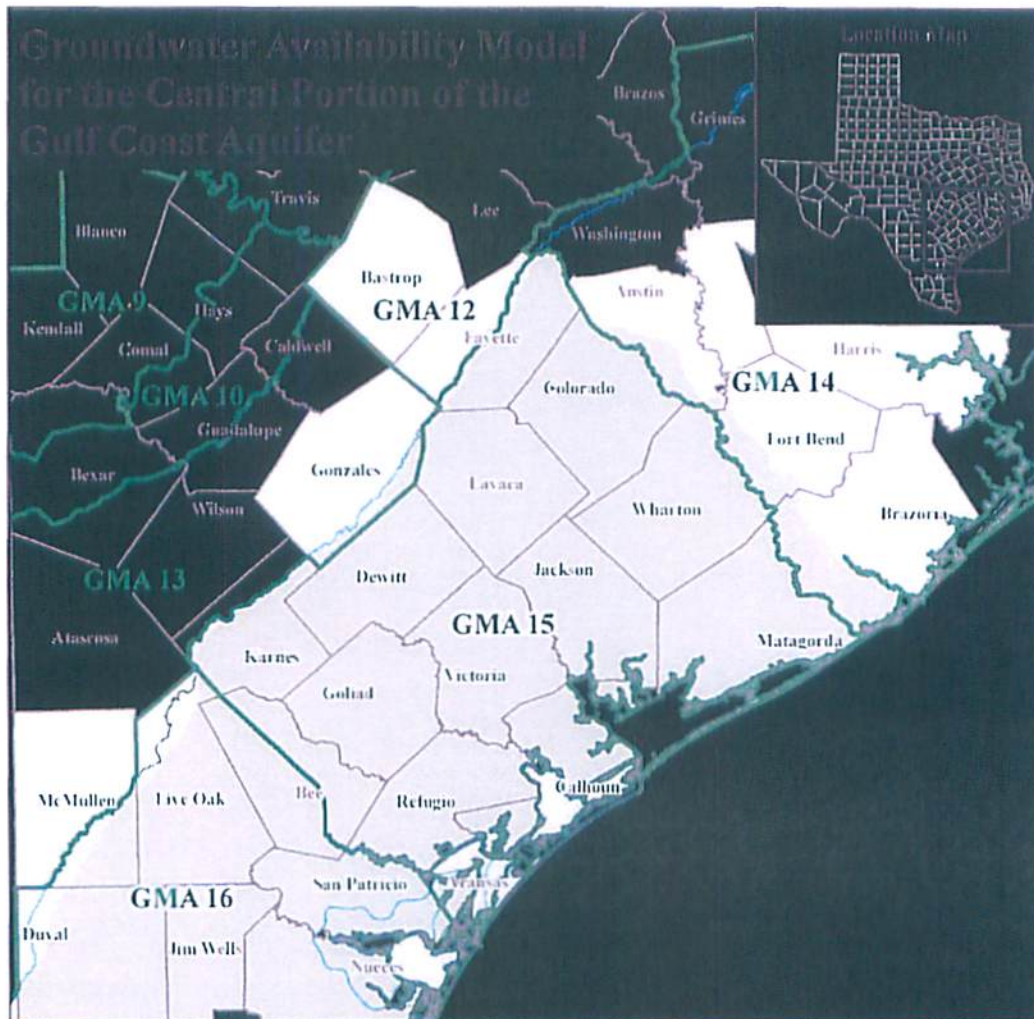 Groundwater Availability Model
for the Central Portion of the
Gulf Coast Aquifer
Location Map
Brazos
Grimes
Travis
Lee
Blanco
Washington
Bastrop
Austin
GMA 9
Hays
GMA 12
Kendall
Caldwell
Fayette
Harris
Comal
Colorado
GMA 14
GMA 10
Guadalupe
Fort Bend
Bexar
Gonzales
Lavaca
Wilson
Wharton
Brazoria
GMA 13
Dewitt
Jackson
GMA 15
Atascosa
Matagorda
Karnes
Victoria
Goliad
McMullen
Live Oak
Bee
Refugio
Calhoun
San Patricio
Aransas
GMA 16
Duval
Jim Wells
Nueces